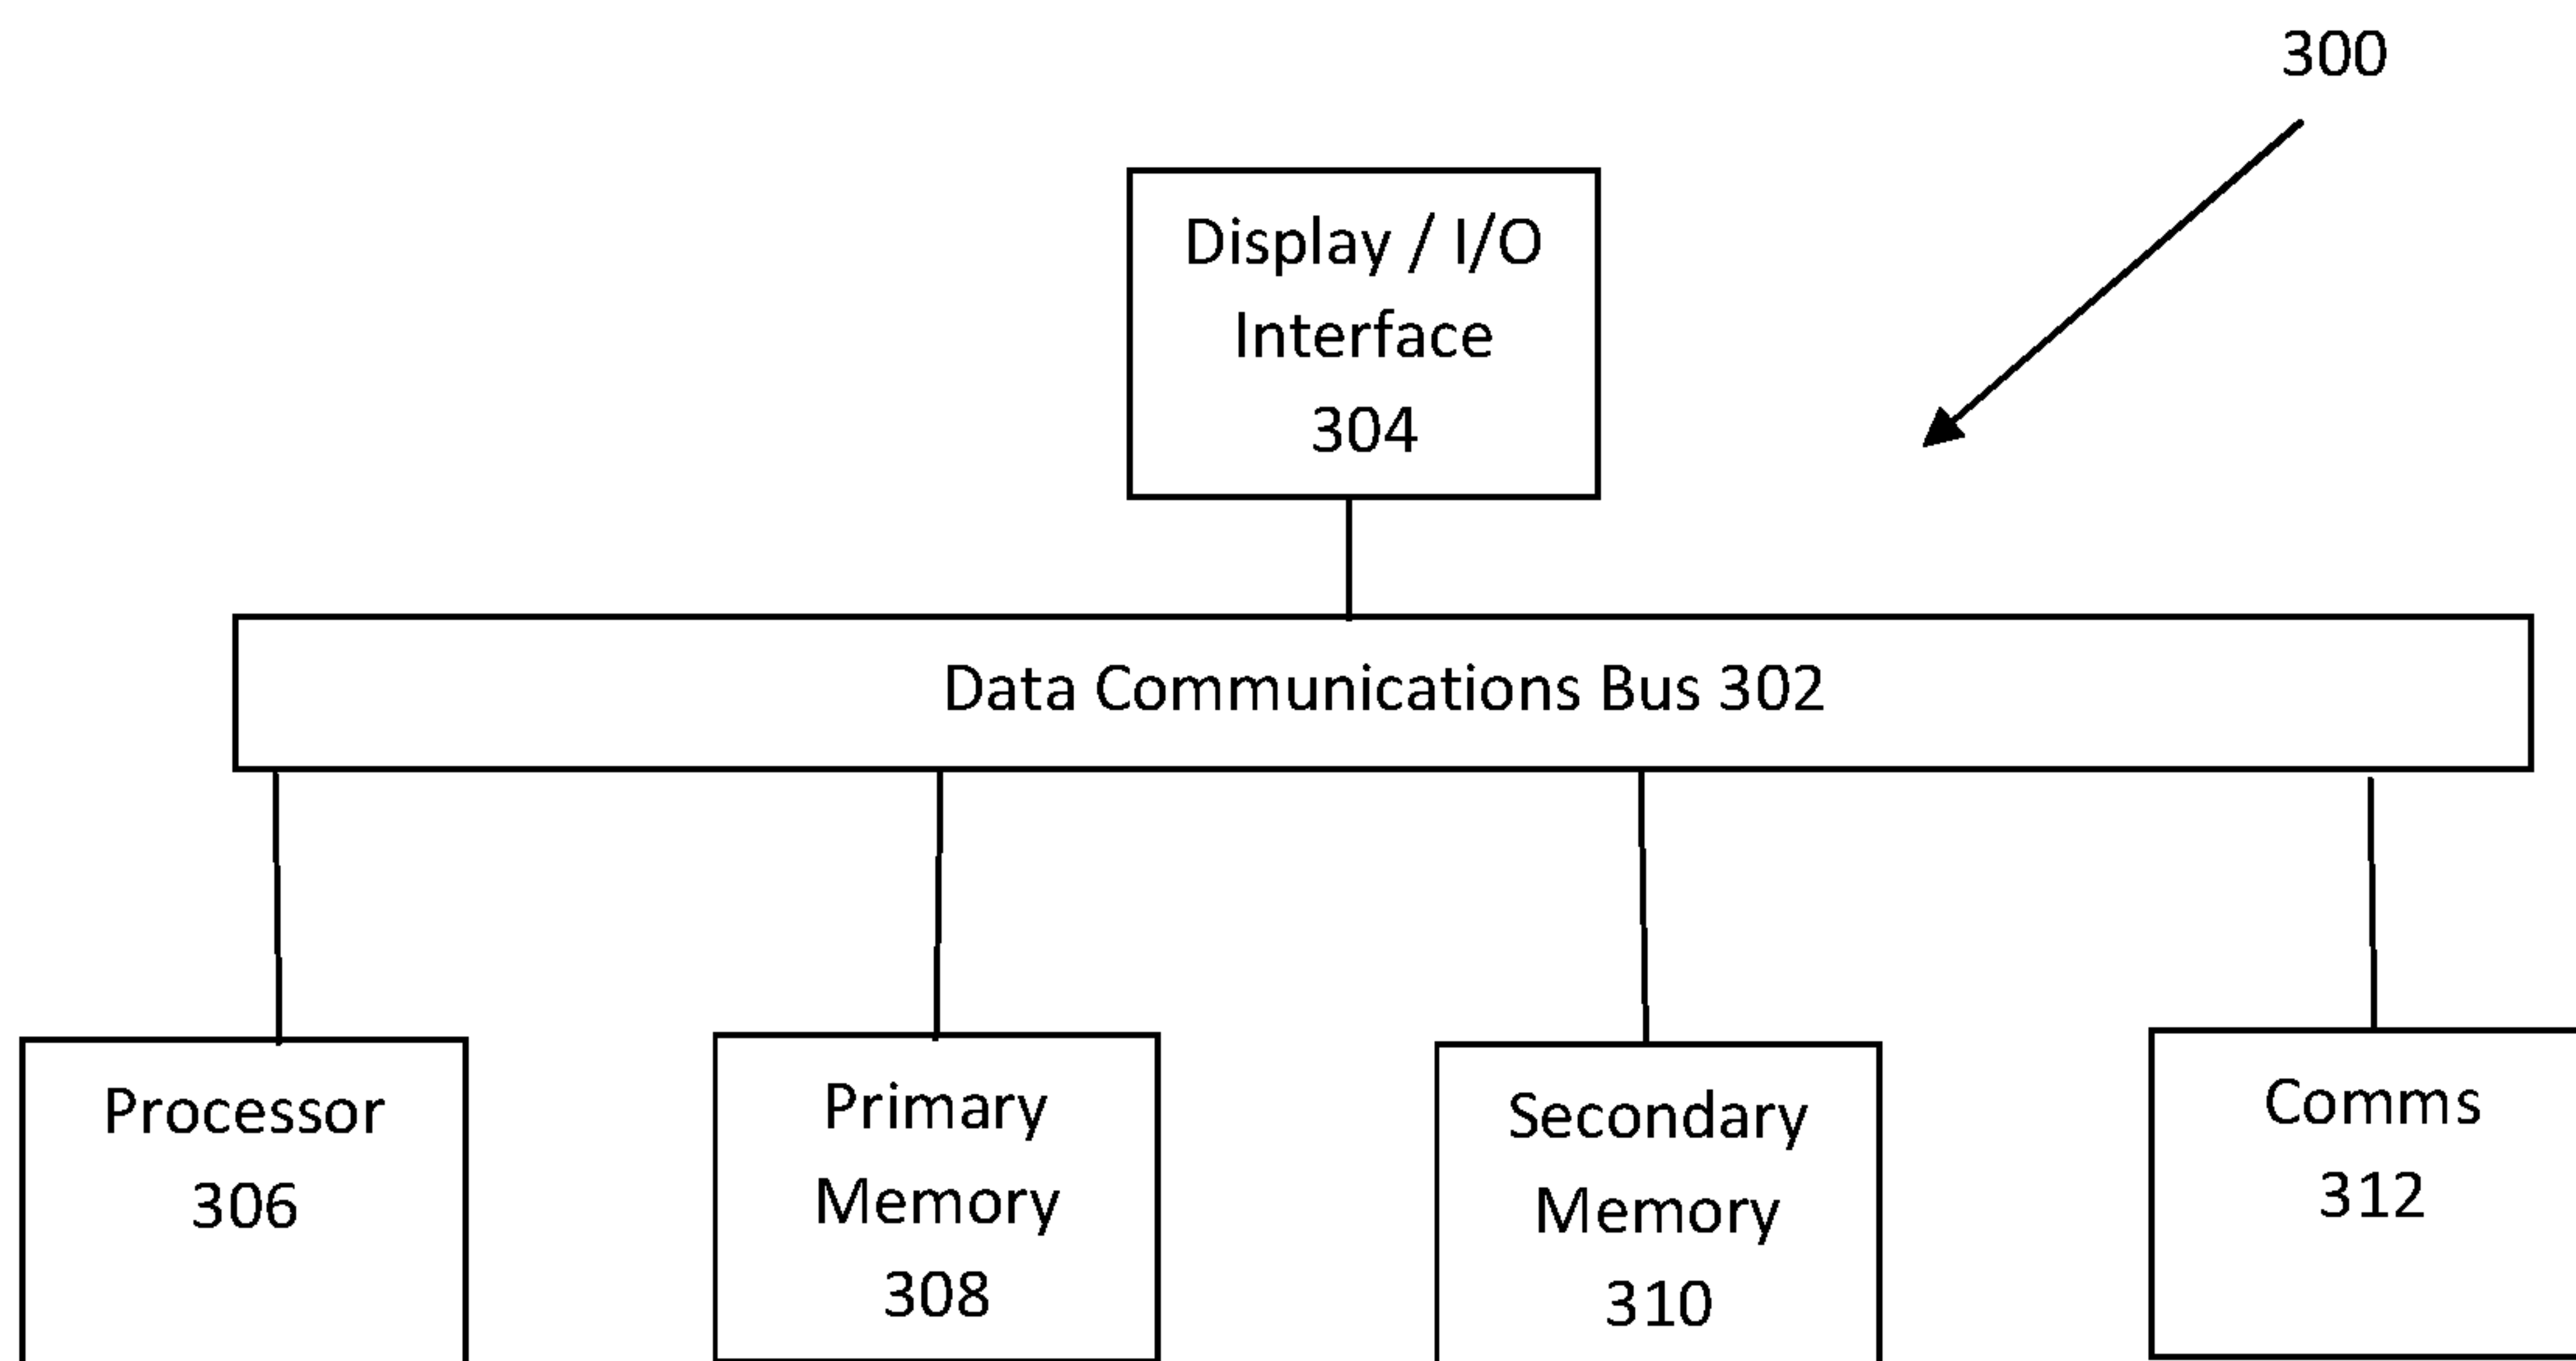 300
Display / I/O
Interface
304
Data Communications Bus 302
Processor
306
Primary
Memory
308
Secondary
Memory
310
Comms
312